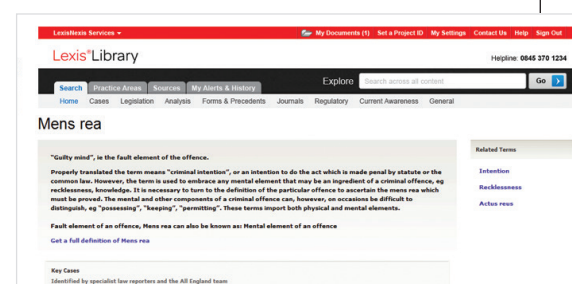 LexisNexis Services
My Documents (1) Set a Project ID My Settings Contact Us Help Sign Out
Lexis®Library
Helpline: 0845 370 1234
Search Practice Areas Sources My Alerts & History
Explore Search across all content Go
Home Cases Legislation Analysis Forms & Precedents Journals Regulatory Current Awareness General
Mens rea
"Guilty mind", is the fault element of the offence.
Properly translated the term means "criminal intention", or an intention to do the act which is made penal by statute or the
common law. However, the term is used to embrace any mental element that may be an ingredient of a criminal offence, eg
recklessness, knowledge. It is necessary to turn to the definition of the particular offence to ascertain the mens rea which
must be proved. The mental and other components of a criminal offence can, however, on occasions be difficult to
distinguish, eg "possessing", "keeping", "permitting". These terms import both physical and mental elements.
Fault element of an offence, Mens rea can also be known as: Mental element of an offence
Get a full definition of Mens rea
Related Terms
Intention
Recklessness
Actus reus
Key Cases
Identified by specialist law reporters and the All England team